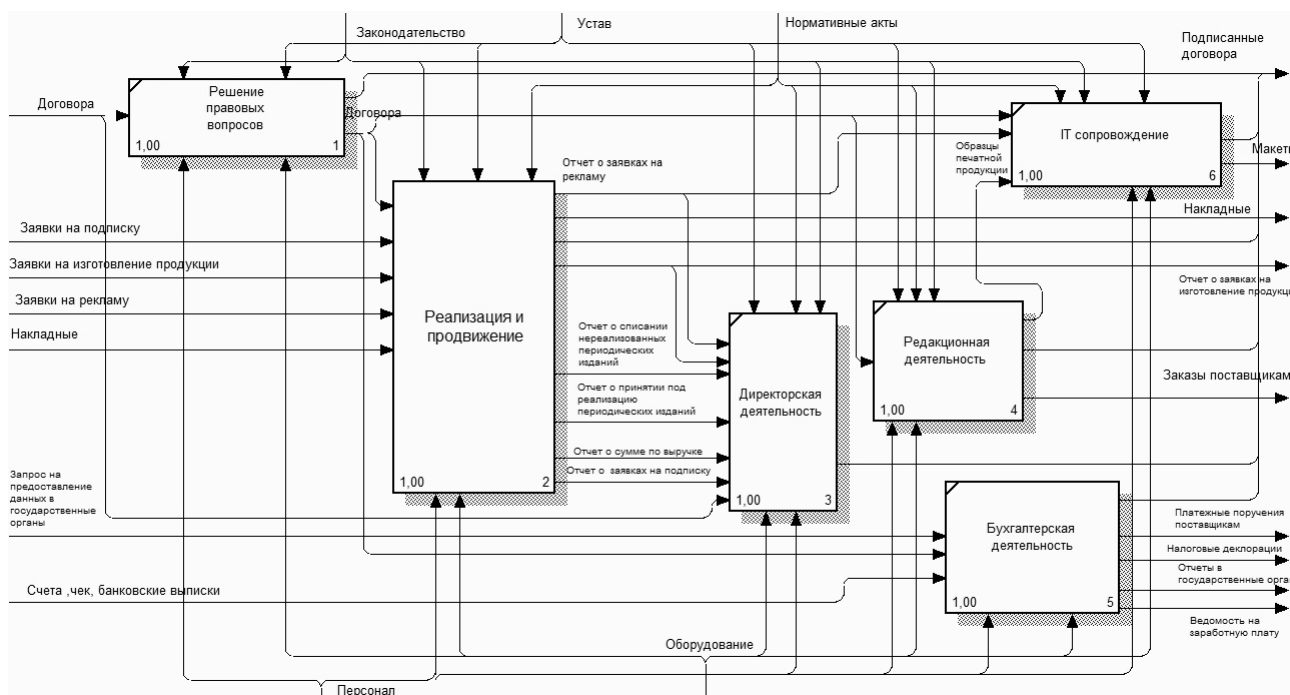 Устав
Нормативные акты
Законодательство
Подписанные
договора
Решение
правовых
вопросов
1,00
1
Договора
Договора
IT сопровождение
1,00
6
Образцы
печатной
продукции
Макеты
Отчет о заявках на
рекламу
Накладные
Заявки на подписку
Заявки на изготовление продукции
Заявки на рекламу
Накладные
Реализация и
продвижение
1,00
2
Отчет о заявках на
изготовление продукци
Отчет о списании
нереализованных
периодических
изданий
Отчет о принятии под
реализацию
периодических изданий
Отчет о сумме по выручке
Отчет о заявках на подписку
Директорская
деятельность
1,00
3
Редакционная
деятельность
1,00
4
Заказы поставщикам
Запрос на
предоставление
данных в
государственные
органы
Бухгалтерская
деятельность
1,00
5
Платежные поручения
поставщикам
Налоговые декларации
Отчеты в
государственные орган
Ведомость на
заработную плату
Счета ,чек, банковские выписки
Оборудование
Персонал